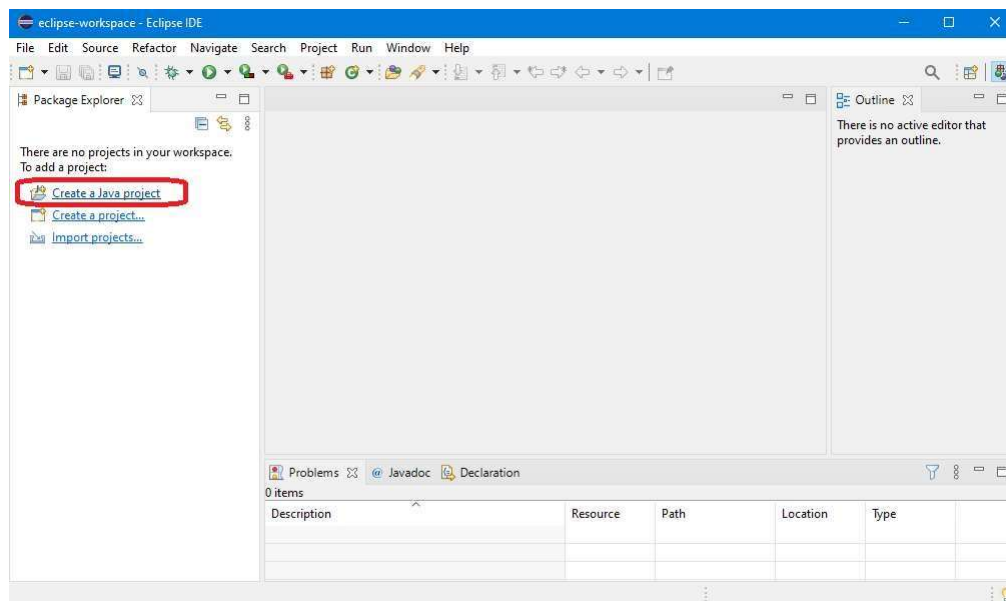 eclipse-workspace - Eclipse IDE
File Edit Source Refactor Navigate Search Project Run Window Help
Package Explorer
Outline
There are no projects in your workspace.
To add a project:
Create a Java project
Create a project...
Import projects...
There is no active editor that
provides an outline.
Problems @ Javadoc Declaration
0 items
Description Resource Path Location Type